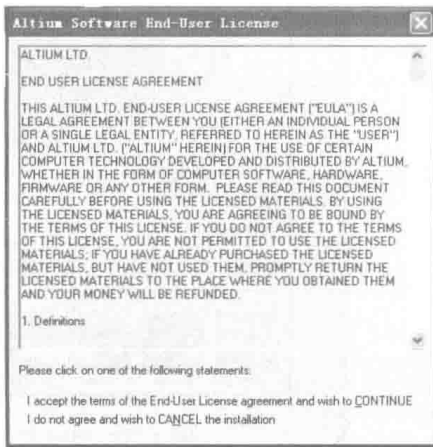 Altium Software End-User License
ALTIUM LTD.
END USER LICENSE AGREEMENT
THIS ALTIUM LTD. END-USER LICENSE AGREEMENT ("EULA") IS A
LEGAL AGREEMENT BETWEEN YOU (EITHER AN INDIVIDUAL PERSON
OR A SINGLE LEGAL ENTITY, REFERRED TO HEREIN AS THE "USER")
AND ALTIUM LTD. ("ALTIUM" HEREIN) FOR THE USE OF CERTAIN
COMPUTER TECHNOLOGY DEVELOPED AND DISTRIBUTED BY ALTIUM,
WHETHER IN THE FORM OF COMPUTER SOFTWARE, HARDWARE,
FIRMWARE OR ANY OTHER FORM. PLEASE READ THIS DOCUMENT
CAREFULLY BEFORE USING THE LICENSED MATERIALS. BY USING
THE LICENSED MATERIALS, YOU ARE AGREEING TO BE BOUND BY
THE TERMS OF THIS LICENSE. IF YOU DO NOT AGREE TO THE TERMS
OF THIS LICENSE, YOU ARE NOT PERMITTED TO USE THE LICENSED
MATERIALS; IF YOU HAVE ALREADY PURCHASED THE LICENSED
MATERIALS, BUT HAVE NOT USED THEM, PROMPTLY RETURN THE
LICENSED MATERIALS TO THE PLACE WHERE YOU OBTAINED THEM
AND YOUR MONEY WILL BE REFUNDED.
1. Definitions
Please click on one of the following statements:
I accept the terms of the End-User License agreement and wish to CONTINUE
I do not agree and wish to CANCEL the installation